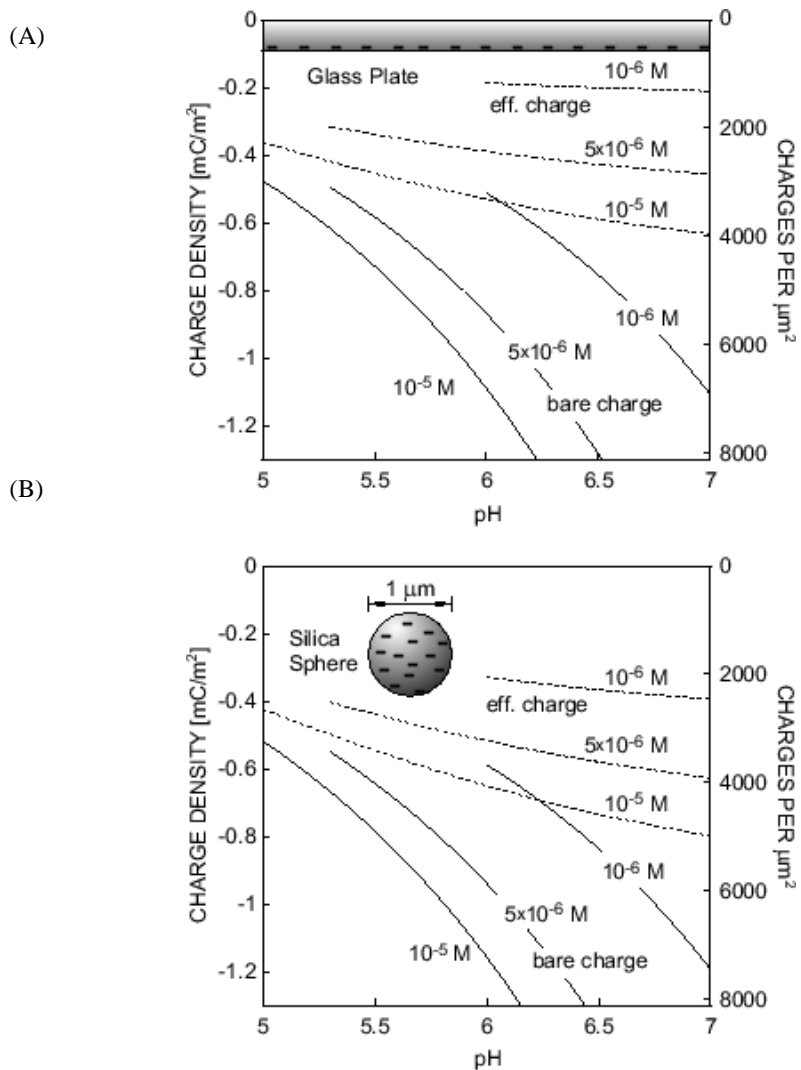 (A)
0
-0.2
-0.4
-0.6
-0.8
-1
-1.2
CHARGE DENSITY [mC/m²]
Glass Plate
10⁻⁶ M
eff. charge
5x10⁻⁶ M
10⁻⁵ M
10⁻⁶ M
5x10⁻⁶ M
10⁻⁵ M
bare charge
0
2000
4000
6000
8000
CHARGES PER μm²
5
5.5
6
6.5
7
pH
(B)
0
-0.2
-0.4
-0.6
-0.8
-1
-1.2
CHARGE DENSITY [mC/m²]
1 μm
Silica
Sphere
10⁻⁶ M
eff. charge
5x10⁻⁶ M
10⁻⁵ M
10⁻⁶ M
5x10⁻⁶ M
10⁻⁵ M
bare charge
0
2000
4000
6000
8000
CHARGES PER μm²
5
5.5
6
6.5
7
pH